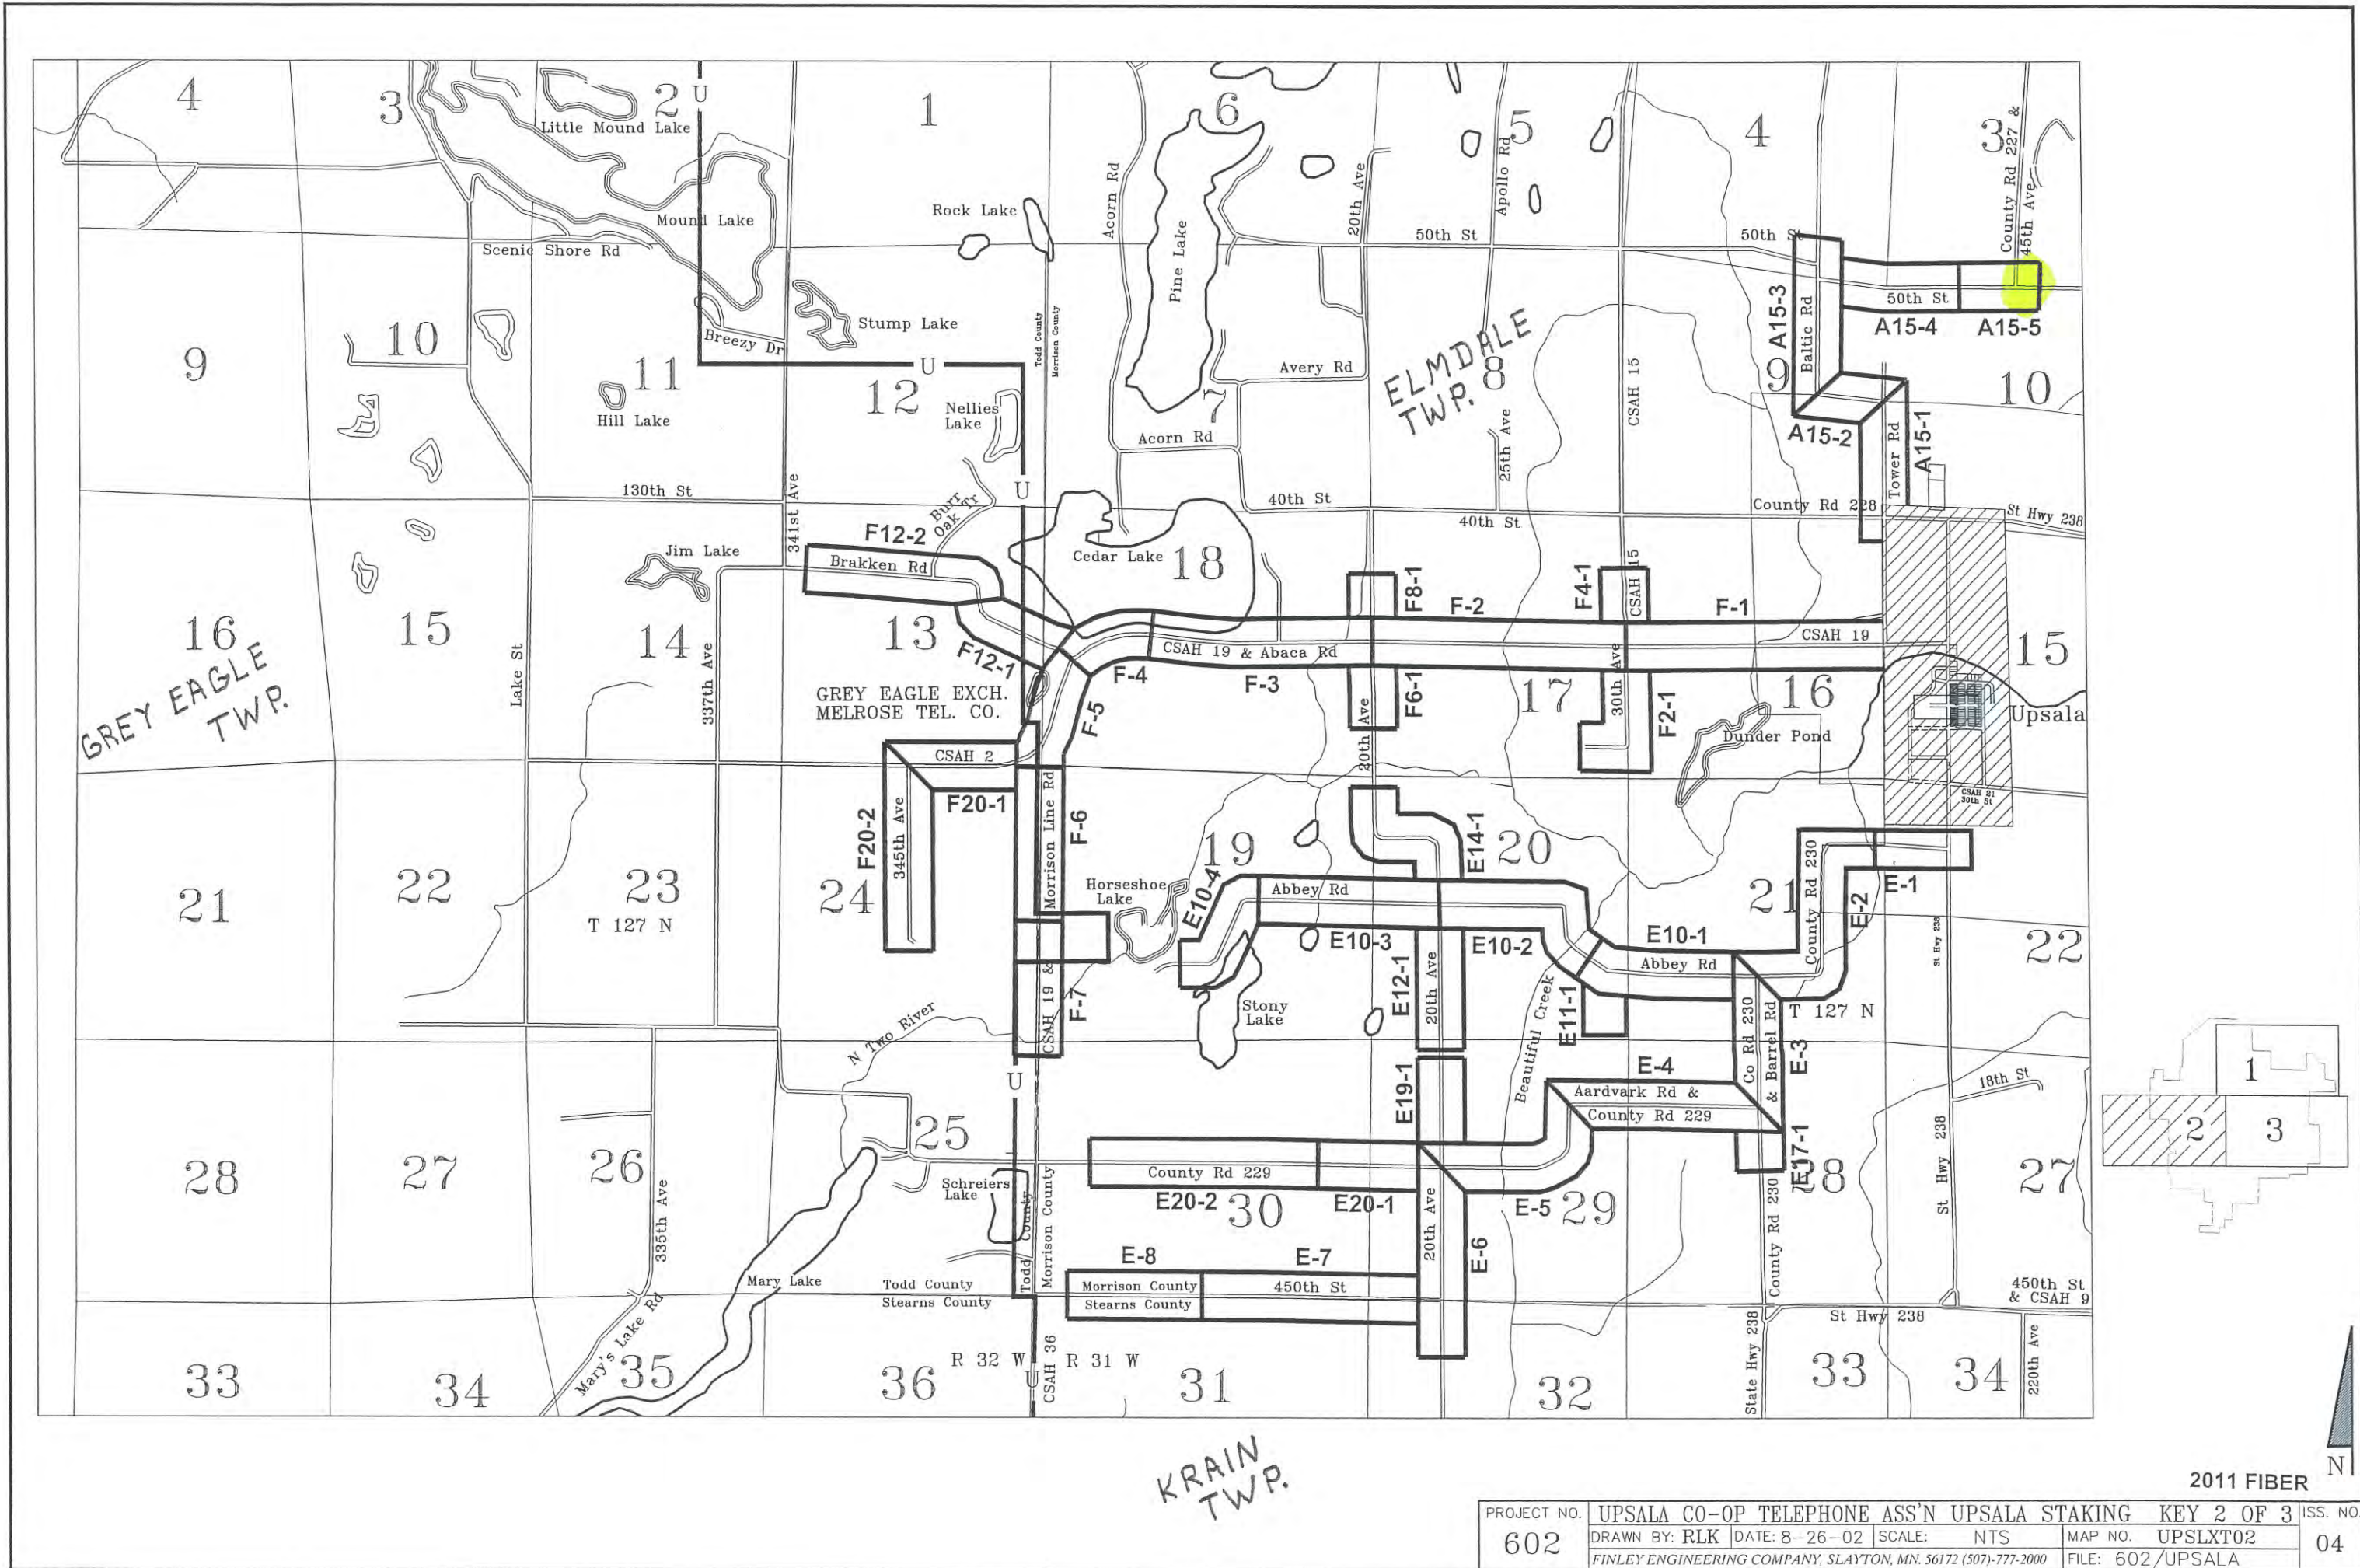 4
3
2
U
1
6
5
4
3
Little Mound Lake
Mound Lake
Rock Lake
Acorn Rd
Pine Lake
20th Ave
Apollo Rd
County Rd 227 &
45th Ave
Scenic Shore Rd
50th St
50th St
50th St
A15-3
Baltic Rd
A15-4
A15-5
Stump Lake
Breezy Dr
U
Todd County
Morrison County
9
10
11
12
Hill Lake
Nellies
Lake
7
Avery Rd
ELMDALE
TWP.
8
CSAH 15
9
10
A15-2
A15-1
Tower Rd
Acorn Rd
25th Ave
130th St
341st Ave
Burr
Oak Tr
U
40th St
40th St
County Rd 228
St Hwy 238
Jim Lake
F12-2
Brakken Rd
Cedar Lake
18
F8-1
F-2
F4-1
CSAH 15
F-1
CSAH 19
16
GREY EAGLE
TWP.
15
14
13
F12-1
Lake St
337th Ave
GREY EAGLE EXCH.
MELROSE TEL. CO.
F-5
F-4
CSAH 19 & Abaca Rd
F-3
F6-1
20th Ave
17
30th Ave
F2-1
16
Dunder Pond
15
Upsala
CSAH 21
30th St
CSAH 2
F20-1
F20-2
345th Ave
Morrison Line Rd
F-6
CSAH 19 &
F-7
21
22
23
T 127 N
24
19
Horseshoe
Lake
E10-4
Abbey Rd
E10-3
E14-1
20
E10-2
E10-1
Abbey Rd
21
County Rd 230
E-2
E-1
St Hwy 238
22
E12-1
20th Ave
Beautiful Creek
E11-1
Co Rd 230
& Barrel Rd
E-3
T 127 N
Stony
Lake
N Two River
U
E19-1
E-4
Aardvark Rd &
County Rd 229
E17-1
18th St
28
27
26
25
Schreiers
Lake
Todd County
Morrison County
County Rd 229
E20-2
30
E20-1
20th Ave
E-6
E-5
29
County Rd 230
28
St Hwy 238
27
335th Ave
Mary Lake
Mary's Lake Rd
Todd County
Stearns County
E-8
E-7
Morrison County
Stearns County
450th St
St Hwy 238
450th St
& CSAH 9
33
34
35
36
R 32 W
U
CSAH 36
R 31 W
31
32
State Hwy 238
33
34
220th Ave
1
2
3
KRAIN
TWP.
N
2011 FIBER
PROJECT NO.
602
UPSALA CO-OP TELEPHONE ASS'N UPSALA STAKING KEY 2 OF 3
ISS. NO.
04
DRAWN BY: RLK DATE: 8-26-02 SCALE: NTS MAP NO. UPSLXT02
FINLEY ENGINEERING COMPANY, SLAYTON, MN. 56172 (507)-777-2000 FILE: 602/UPSALA